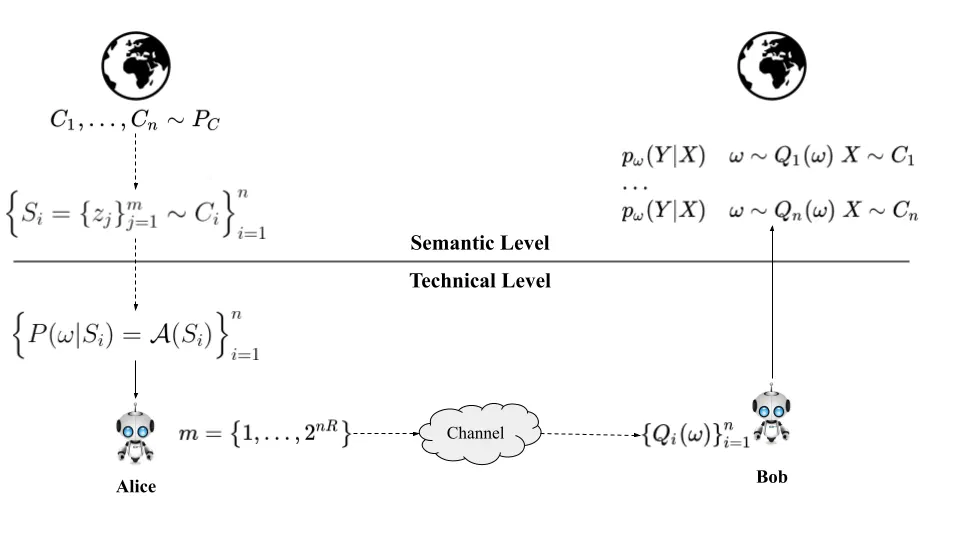 C_1, . . . , C_n ∼ P_C
{S_i = {z_j}_{j=1}^m ∼ C_i}_{i=1}^n
p_ω(Y|X) ω ∼ Q_1(ω) X ∼ C_1
. . .
p_ω(Y|X) ω ∼ Q_n(ω) X ∼ C_n
Semantic Level
Technical Level
{P(ω|S_i) = 𝒜(S_i)}_{i=1}^n
Alice
m = {1, . . . , 2^{nR}}
Channel
{Q_i(ω)}_{i=1}^n
Bob